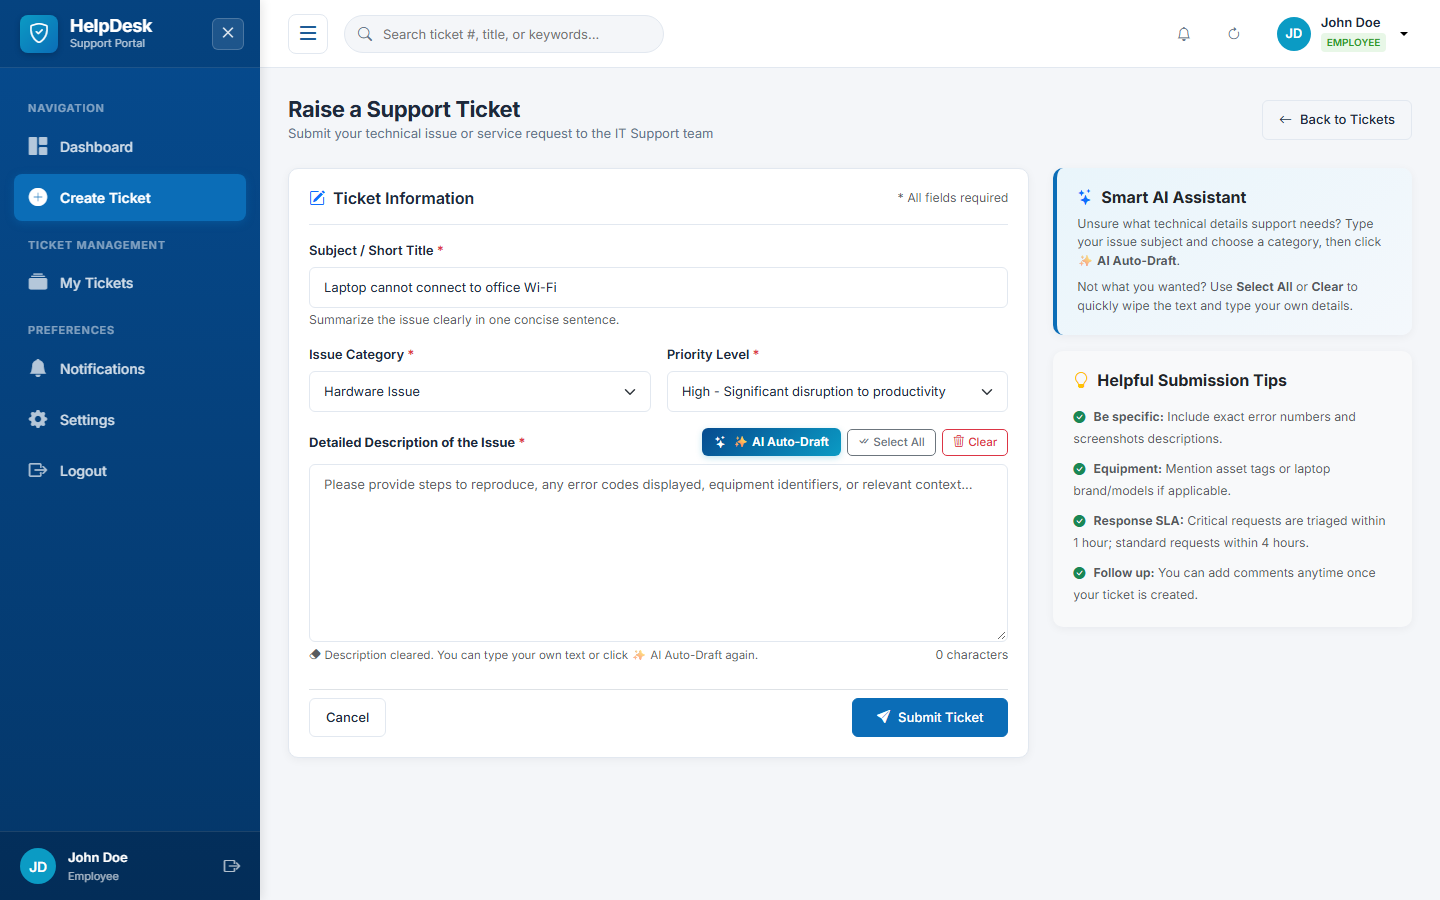 HelpDesk
Support Portal
NAVIGATION
Dashboard
Create Ticket
TICKET MANAGEMENT
My Tickets
PREFERENCES
Notifications
Settings
Logout
JD
John Doe
Employee
Search ticket #, title, or keywords...
JD
John Doe
EMPLOYEE
Raise a Support Ticket
Submit your technical issue or service request to the IT Support team
Back to Tickets
Ticket Information
* All fields required
Subject / Short Title *
Laptop cannot connect to office Wi-Fi
Summarize the issue clearly in one concise sentence.
Issue Category *
Hardware Issue
Priority Level *
High - Significant disruption to productivity
Detailed Description of the Issue *
✨ AI Auto-Draft
Select All
Clear
Please provide steps to reproduce, any error codes displayed, equipment identifiers, or relevant context...
Description cleared. You can type your own text or click ✨ AI Auto-Draft again.
0 characters
Cancel
Submit Ticket
Smart AI Assistant
Unsure what technical details support needs? Type
your issue subject and choose a category, then click
✨ AI Auto-Draft.
Not what you wanted? Use Select All or Clear to
quickly wipe the text and type your own details.
Helpful Submission Tips
Be specific: Include exact error numbers and
screenshots descriptions.
Equipment: Mention asset tags or laptop
brand/models if applicable.
Response SLA: Critical requests are triaged within
1 hour; standard requests within 4 hours.
Follow up: You can add comments anytime once
your ticket is created.